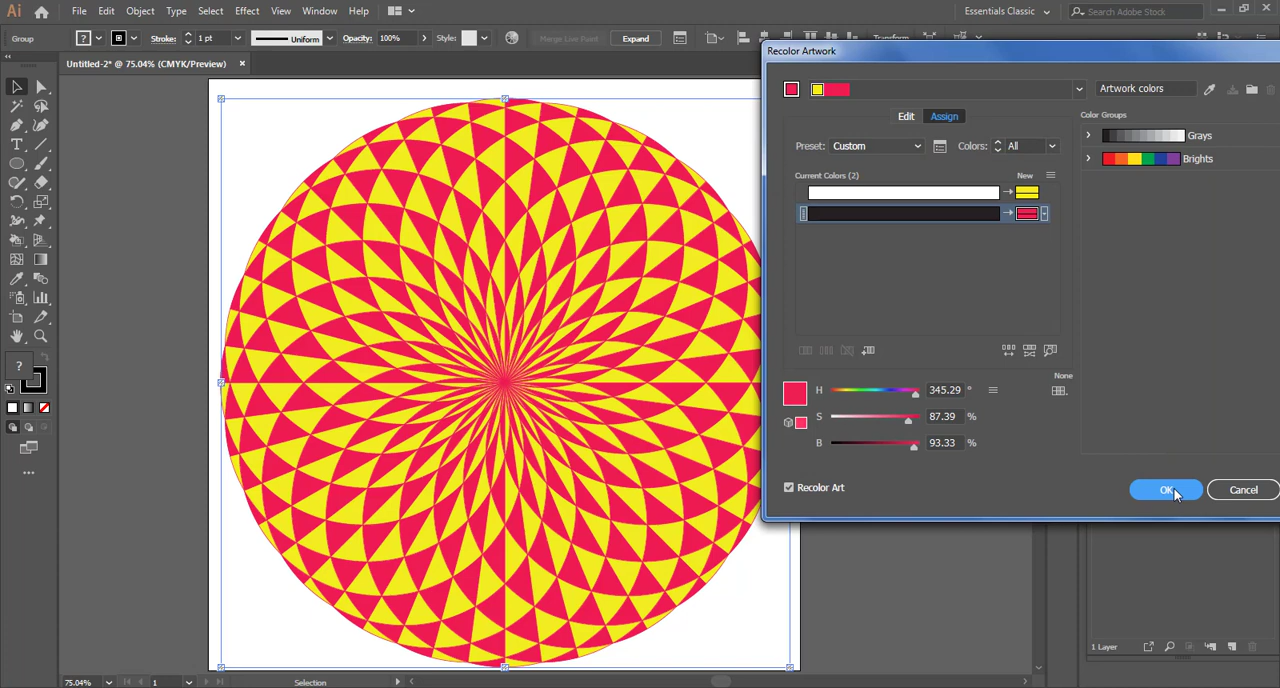 Ai File Edit Object Type Select Effect View Window Help Essentials Classic Search Adobe Stock
Group ? Stroke: 1 pt Uniform Opacity: 100% Style: Make Live Paint Expand Transform
Untitled-2* @ 75.04% (CMYK/Preview) ×
Recolor Artwork
Artwork colors
Edit Assign
Color Groups
Grays
Brights
Preset: Custom Colors: All
Current Colors (2) New
None
H 345.29 °
S 87.39 %
B 93.33 %
Recolor Art
OK Cancel
?
1 Layer
75.04% 1 Selection